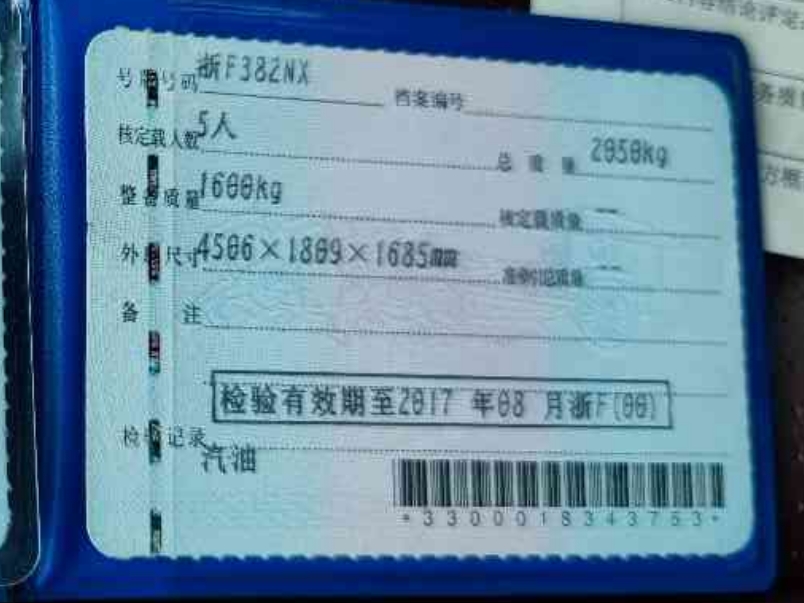 号牌号码 浙F382NX 档案编号
核定载人数 5人 总质量 2050kg
整备质量 1600kg 核定载质量 --
外廓尺寸 4506×1809×1685mm 准牵引总质量 --
备注
检验有效期至2017 年08 月浙F(00)
检验记录
汽油
*3300018343753*